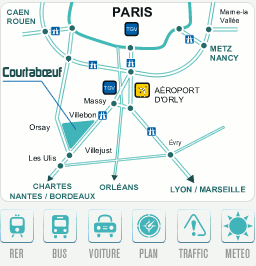 PARIS
CAEN
ROUEN
Marne-la
Vallée
TGV
METZ
NANCY
Courtabœuf
TGV
AÉROPORT
D'ORLY
Massy
Villebon
Orsay
Villejust
Évry
Les Ulis
CHARTES
NANTES / BORDEAUX
ORLÉANS
LYON / MARSEILLE
RER
BUS
VOITURE
PLAN
TRAFFIC
METEO